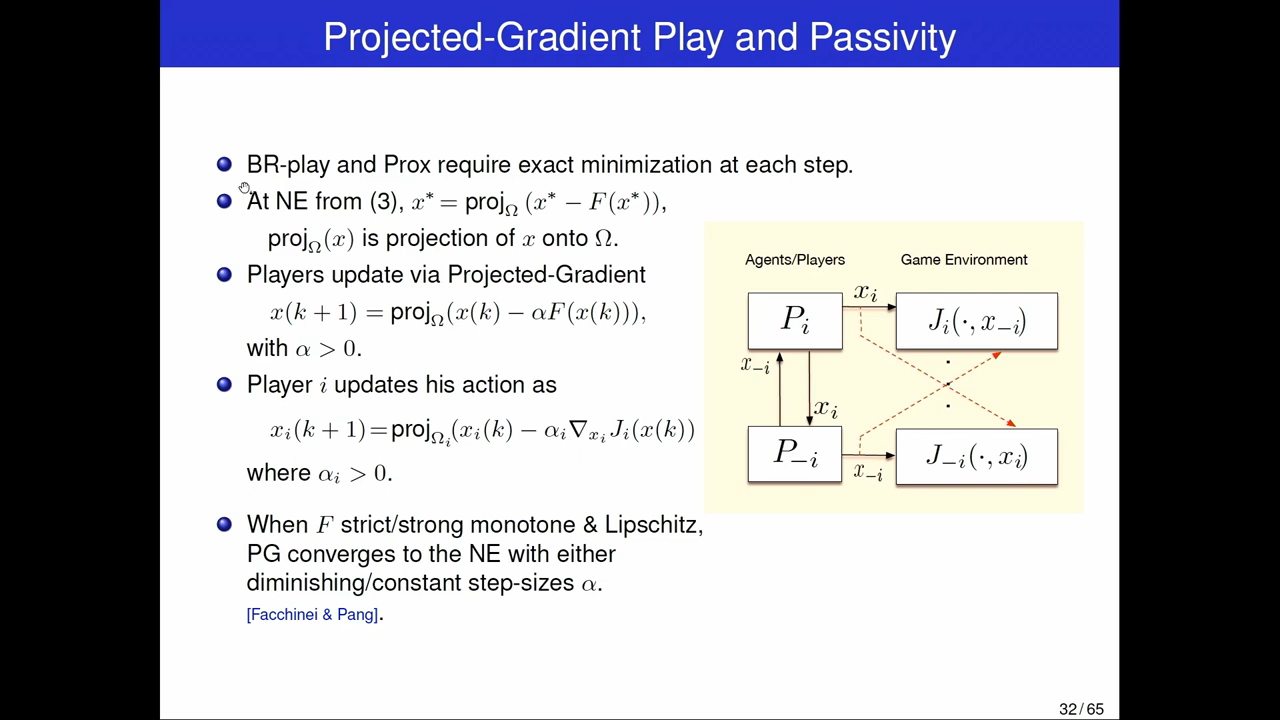 Projected-Gradient Play and Passivity
BR-play and Prox require exact minimization at each step.
At NE from (3), x* = proj_Ω (x* − F(x*)),
proj_Ω(x) is projection of x onto Ω.
Players update via Projected-Gradient
x(k + 1) = proj_Ω(x(k) − αF(x(k))),
with α > 0.
Player i updates his action as
x_i(k + 1) = proj_Ω_i(x_i(k) − α_i∇_{x_i} J_i(x(k))
where α_i > 0.
When F strict/strong monotone & Lipschitz,
PG converges to the NE with either
diminishing/constant step-sizes α.
[Facchinei & Pang].
Agents/Players
Game Environment
x_i
P_i
J_i(·, x_{−i})
x_{−i}
x_i
P_{−i}
J_{−i}(·, x_i)
x_{−i}
32 / 65